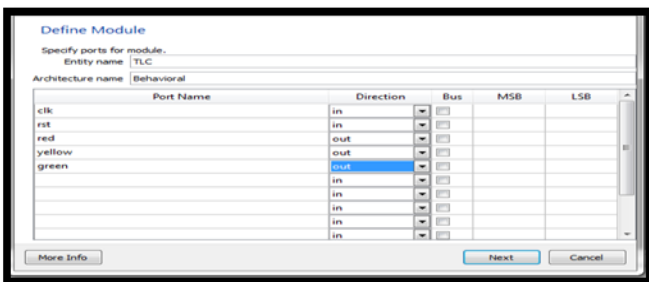 Define Module
Specify ports for module.
Entity name TLC
Architecture name Behavioral
Port Name Direction Bus MSB LSB
clk in
rst in
red out
yellow out
green out
in
in
in
in
in
More Info Next Cancel